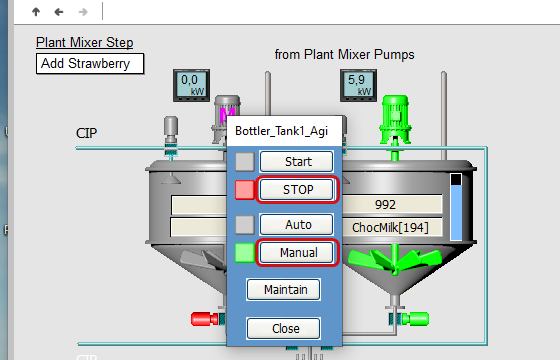 Plant Mixer Step
Add Strawberry
from Plant Mixer Pumps
0,0
kW
5,9
kW
CIP
Bottler_Tank1_Agi
Start
STOP
Auto
Manual
Maintain
Close
992
ChocMilk[194]
CIP